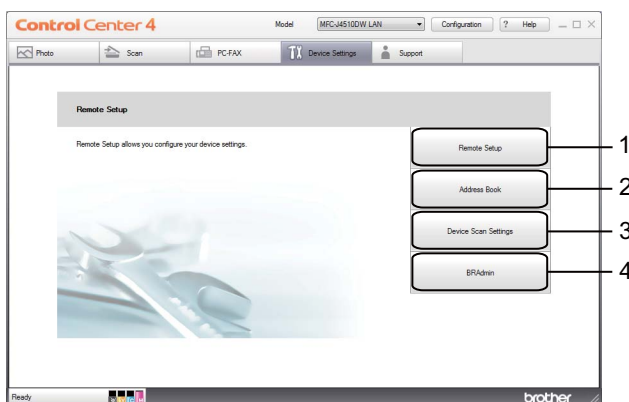 Control Center 4
Model MFC-J4510DW LAN Configuration ? Help
Photo Scan PC-FAX Device Settings Support
Remote Setup
Remote Setup allows you configure your device settings.
Remote Setup 1
Address Book 2
Device Scan Settings 3
BRAdmin 4
Ready brother